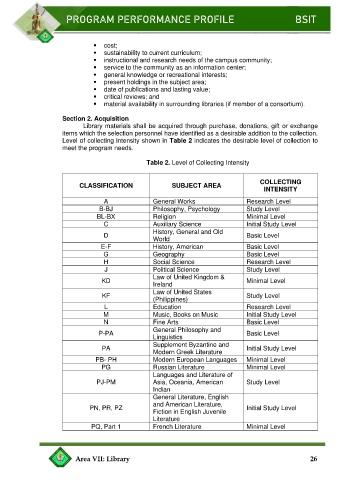 PROGRAM PERFORMANCE PROFILE BSIT
▪ cost;
▪ sustainability to current curriculum;
▪ instructional and research needs of the campus community;
▪ service to the community as an information center;
▪ general knowledge or recreational interests;
▪ present holdings in the subject area;
▪ date of publications and lasting value;
▪ critical reviews; and
▪ material availability in surrounding libraries (if member of a consortium).
Section 2. Acquisition
Library materials shall be acquired through purchase, donations, gift or exchange
items which the selection personnel have identified as a desirable addition to the collection.
Level of collecting intensity shown in Table 2 indicates the desirable level of collection to
meet the program needs.
Table 2. Level of Collecting Intensity
CLASSIFICATION SUBJECT AREA COLLECTING
INTENSITY
A General Works Research Level
B-BJ Philosophy, Psychology Study Level
BL-BX Religion Minimal Level
C Auxiliary Science Initial Study Level
D History, General and Old
World Basic Level
E-F History, American Basic Level
G Geography Basic Level
H Social Science Research Level
J Political Science Study Level
KD Law of United Kingdom &
Ireland Minimal Level
KF Law of United States
(Philippines) Study Level
L Education Research Level
M Music, Books on Music Initial Study Level
N Fine Arts Basic Level
P-PA General Philosophy and
Linguistics Basic Level
PA Supplement Byzantine and
Modern Greek Literature Initial Study Level
PB- PH Modern European Languages Minimal Level
PG Russian Literature Minimal Level
PJ-PM Languages and Literature of
Asia, Oceania, American
Indian Study Level
PN, PR, PZ General Literature, English
and American Literature,
Fiction in English Juvenile
Literature Initial Study Level
PQ, Part 1 French Literature Minimal Level
Area VII: Library 26